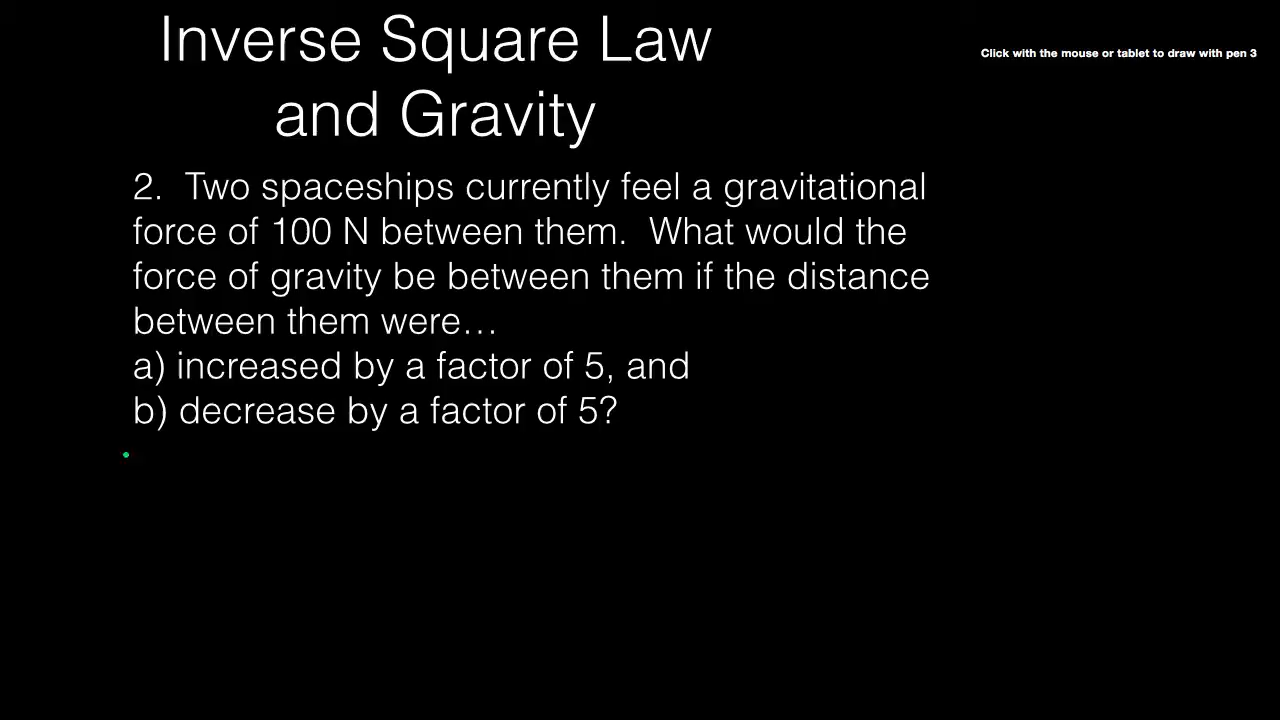 Inverse Square Law
and Gravity
Click with the mouse or tablet to draw with pen 3
2.  Two spaceships currently feel a gravitational
force of 100 N between them.  What would the
force of gravity be between them if the distance
between them were…
a) increased by a factor of 5, and
b) decrease by a factor of 5?